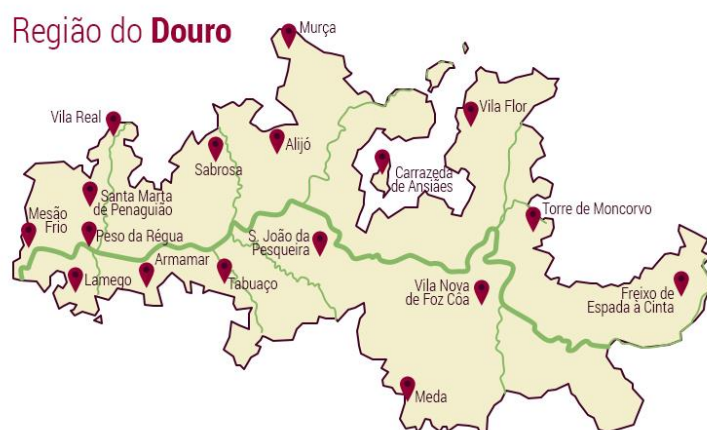 Região do Douro
Murça
Vila Real
Vila Flor
Alijó
Sabrosa
Carrazeda
de Ansiães
Santa Marta
de Penaguião
Mesão
Frio
Torre de Moncorvo
Peso da Régua
S. João da
Pesqueira
Armamar
Lamego
Tabuaço
Vila Nova
de Foz Côa
Freixo de
Espada à Cinta
Meda